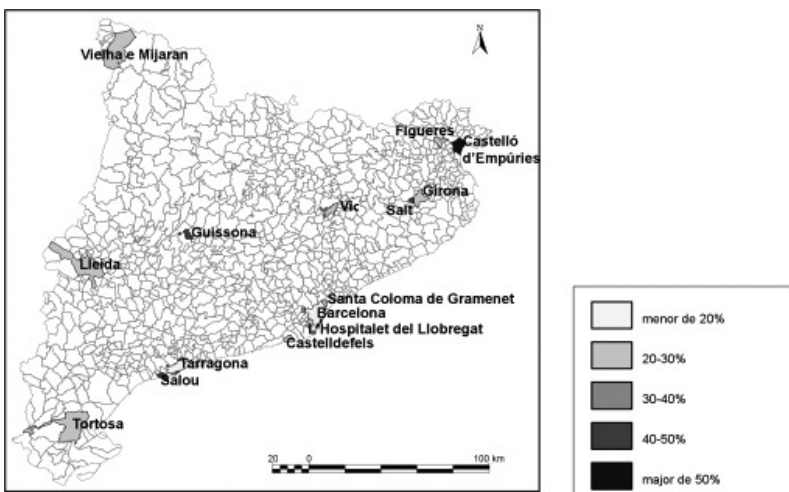 N
Vielha e Mijaran
Figueres
Castelló
d'Empúries
Girona
Salt
Vic
Guissona
Lleida
Santa Coloma de Gramenet
Barcelona
L'Hospitalet del Llobregat
Castelldefels
Tarragona
Salou
Tortosa
20 0 100 km
menor de 20%
20-30%
30-40%
40-50%
major de 50%